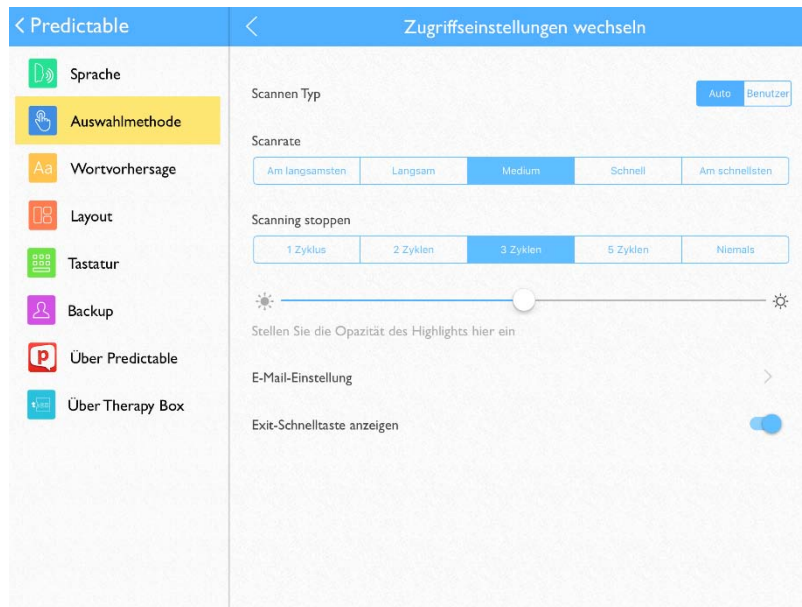 Predictable
Sprache
Auswahlmethode
Aa Wortvorhersage
Layout
Tastatur
Backup
p Über Predictable
Über Therapy Box
Zugriffseinstellungen wechseln
Scannen Typ
Auto Benutzer
Scanrate
Am langsamsten Langsam Medium Schnell Am schnellsten
Scanning stoppen
1 Zyklus 2 Zyklen 3 Zyklen 5 Zyklen Niemals
Stellen Sie die Opazität des Highlights hier ein
E-Mail-Einstellung
Exit-Schnelltaste anzeigen